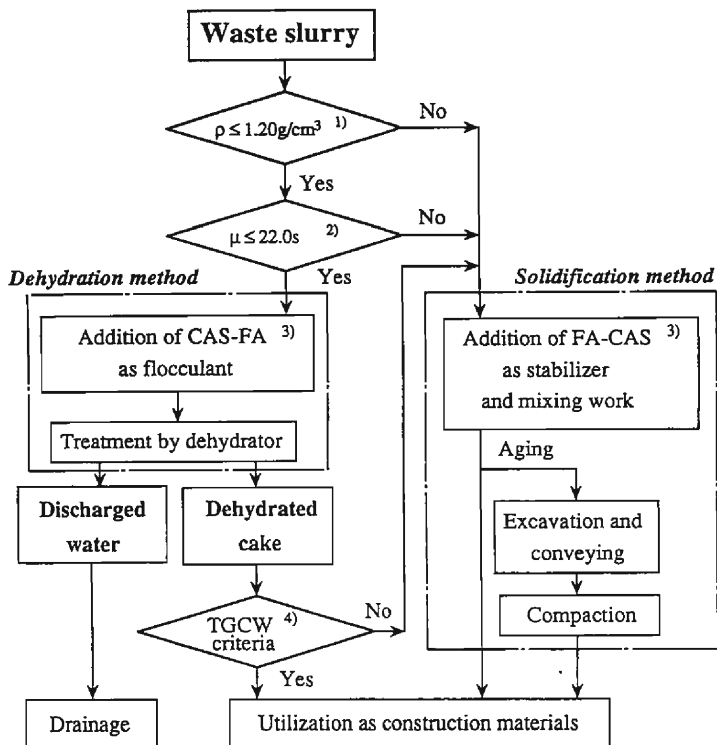 Waste slurry
ρ ≤ 1.20g/cm³ 1)
No
Yes
μ ≤ 22.0s 2)
No
Yes
Dehydration method
Solidification method
Addition of CAS-FA 3)
as flocculant
Addition of FA-CAS 3)
as stabilizer
and mixing work
Treatment by dehydrator
Aging
Discharged
water
Dehydrated
cake
Excavation and
conveying
Compaction
TGCW 4)
criteria
No
Yes
Drainage
Utilization as construction materials